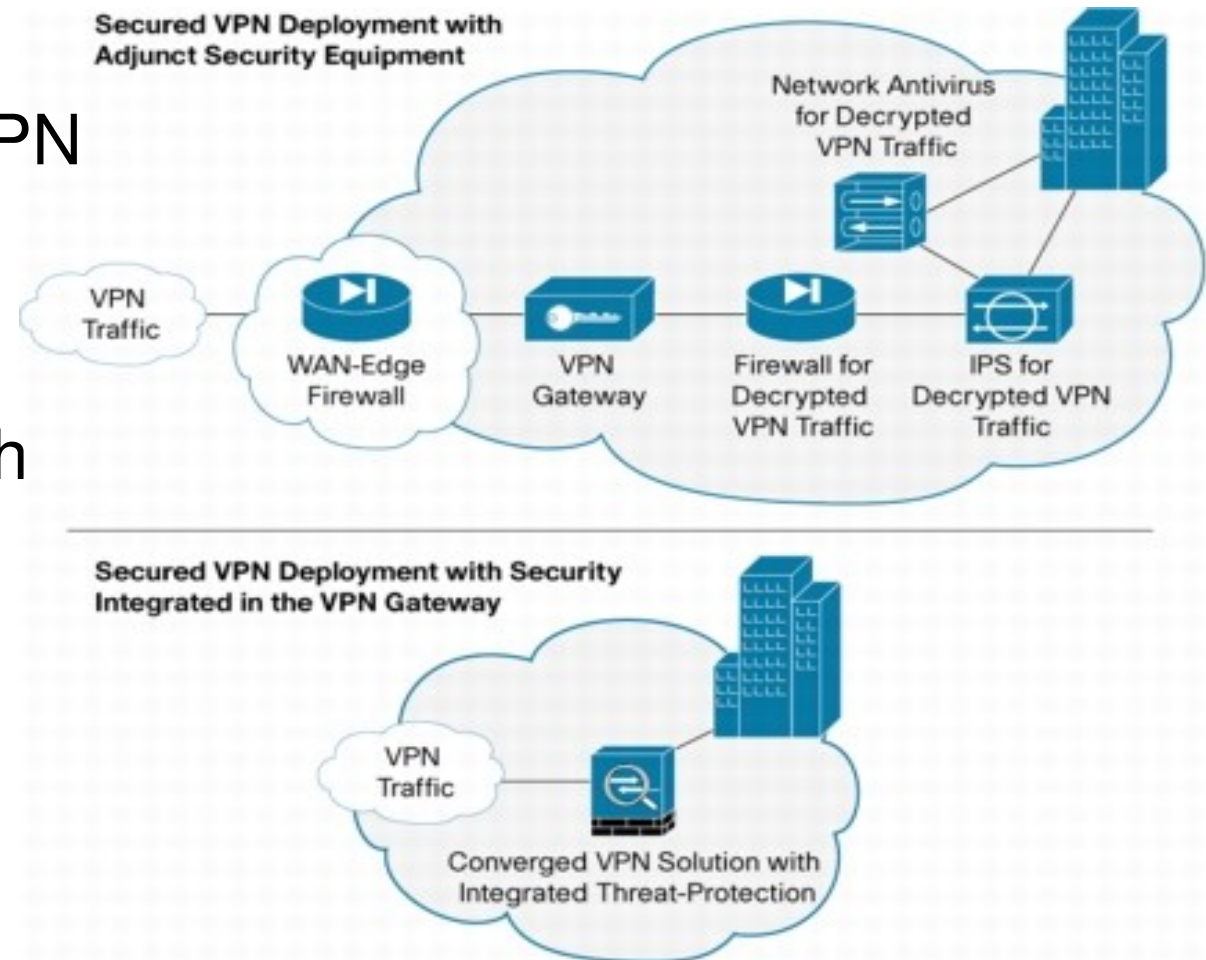 Secured VPN Deployment with
Adjunct Security Equipment
Network Antivirus
for Decrypted
VPN Traffic
PN
VPN
Traffic
WAN-Edge
Firewall
VPN
Gateway
Firewall for
Decrypted
VPN Traffic
IPS for
Decrypted VPN
Traffic
h
Secured VPN Deployment with Security
Integrated in the VPN Gateway
VPN
Traffic
Converged VPN Solution with
Integrated Threat-Protection